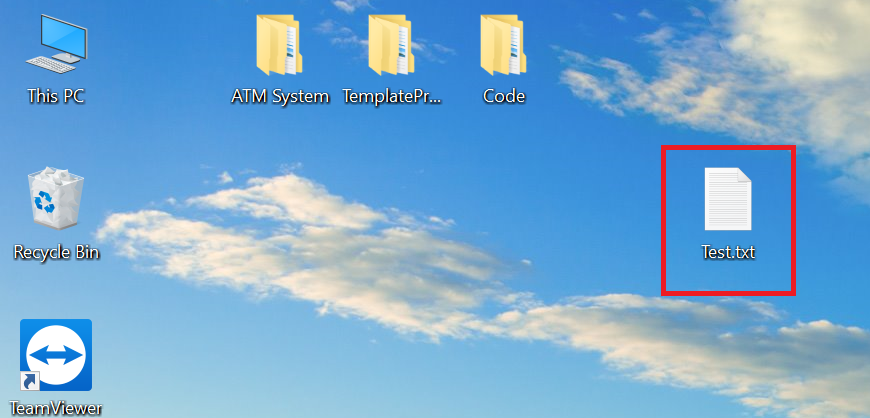 This PC
ATM System
TemplatePr...
Code
Recycle Bin
Test.txt
TeamViewer